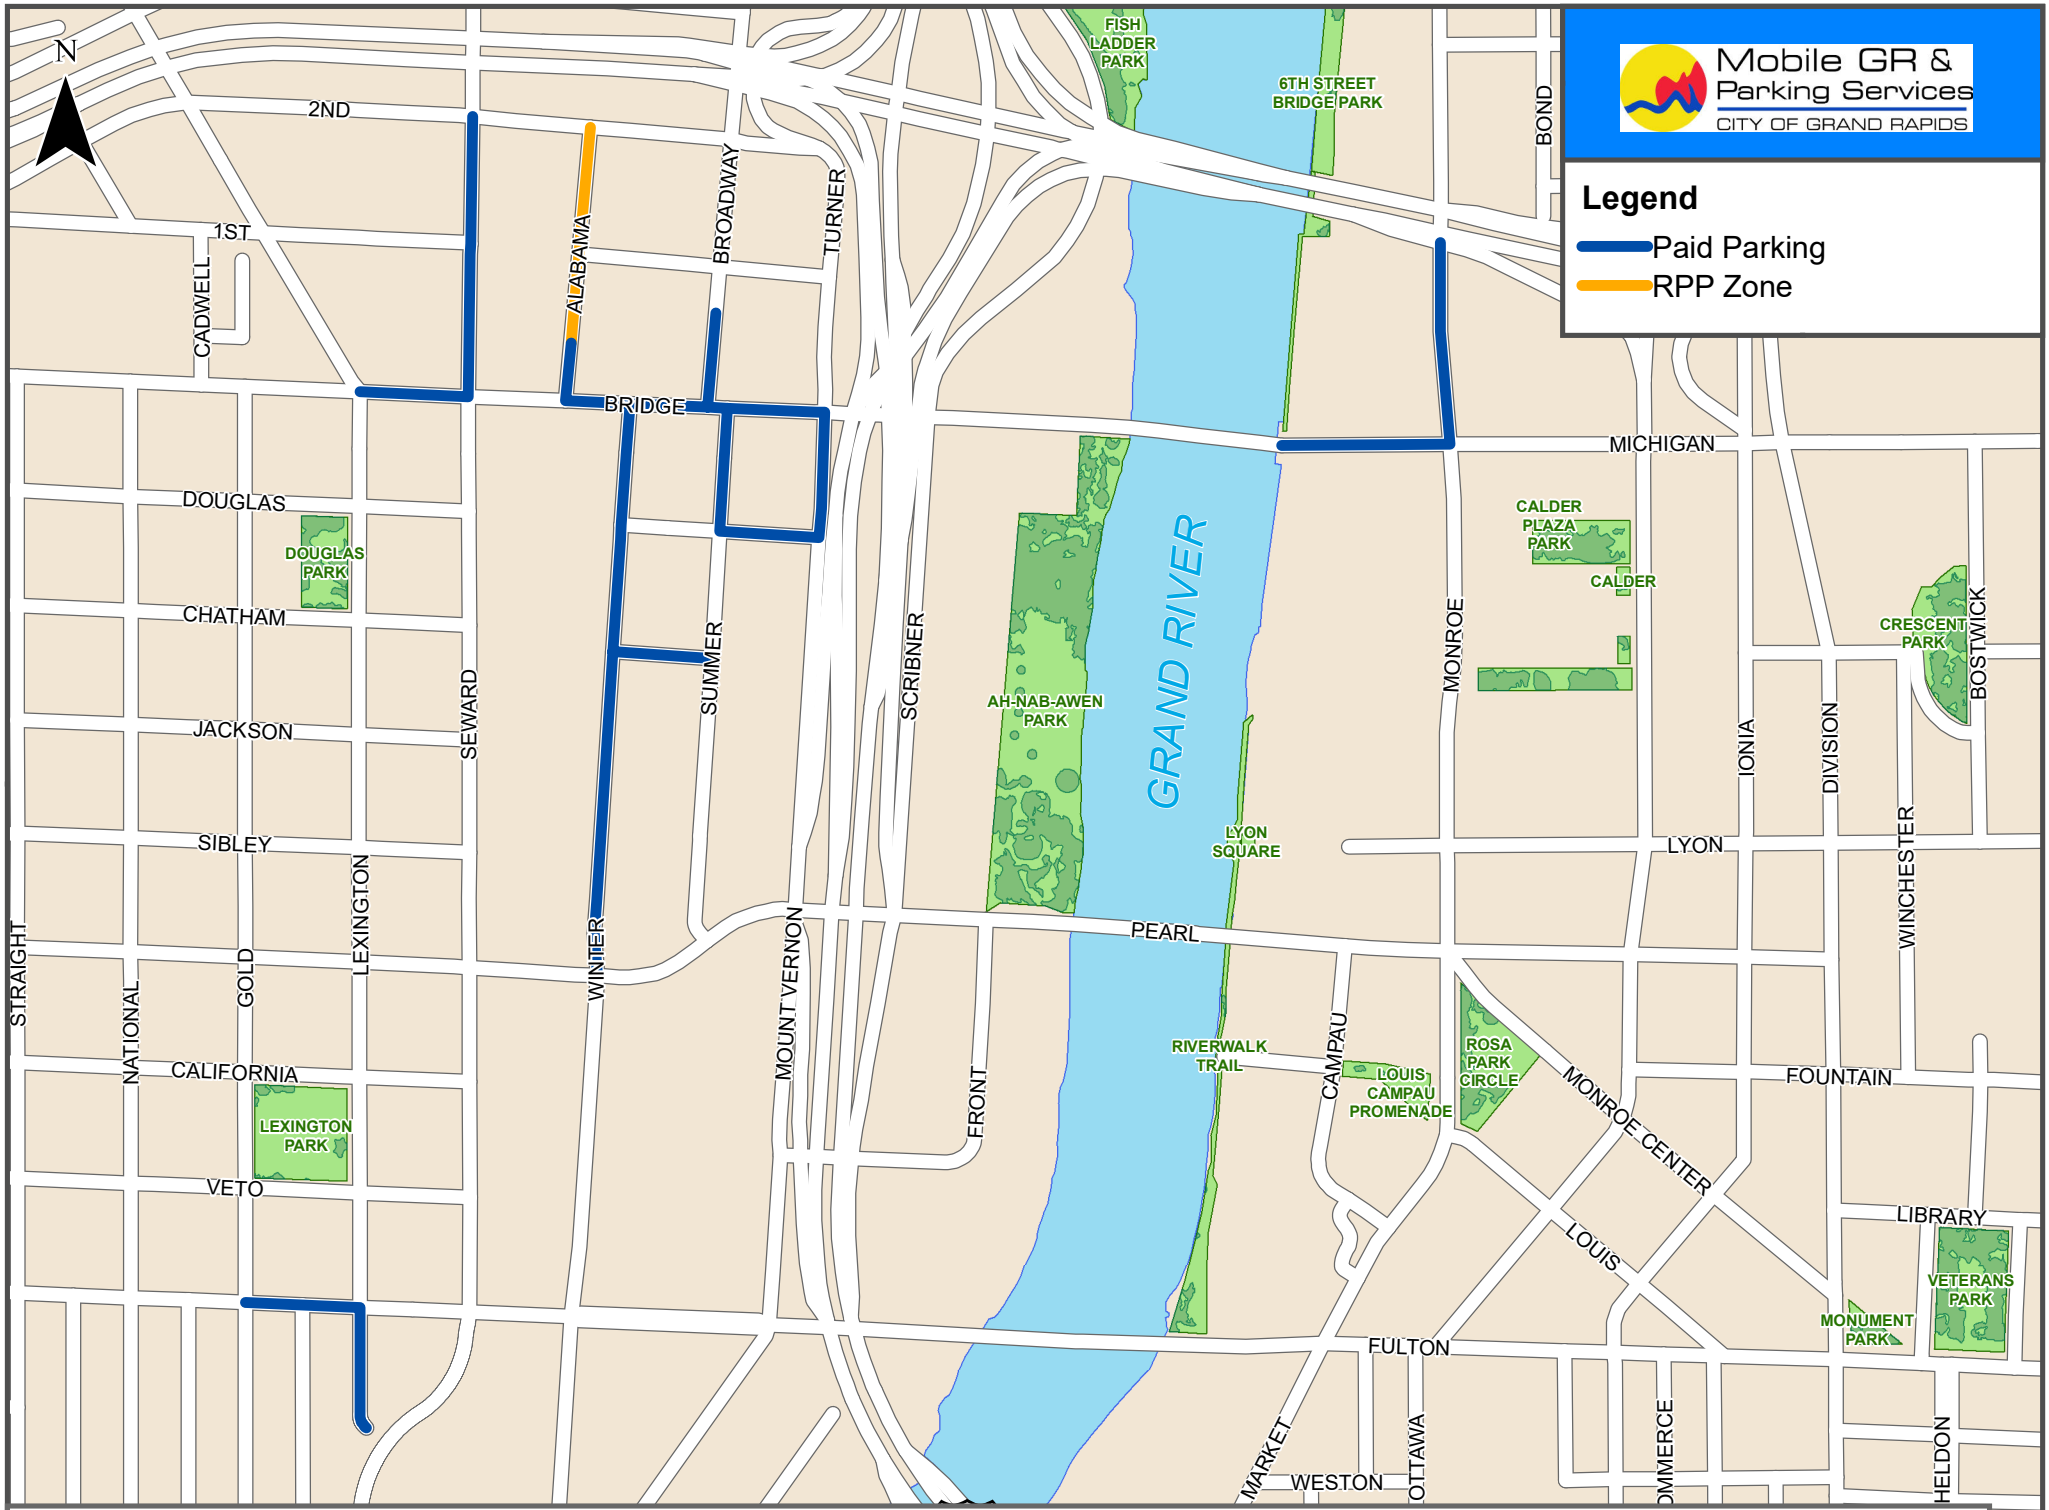 N
FISH
LADDER
PARK
6TH STREET
BRIDGE PARK
BOND
Mobile GR &
Parking Services
CITY OF GRAND RAPIDS
Legend
Paid Parking
RPP Zone
2ND
1ST
CADWELL
ALABAMA
BROADWAY
TURNER
BRIDGE
MICHIGAN
DOUGLAS
DOUGLAS
PARK
CHATHAM
JACKSON
SIBLEY
SEWARD
SUMMER
SCRIBNER
AH-NAB-AWEN
PARK
GRAND RIVER
MONROE
CALDER
PLAZA
PARK
CALDER
CRESCENT
PARK
BOSTWICK
IONIA
DIVISION
WINCHESTER
LYON
SQUARE
LYON
STRAIGHT
NATIONAL
GOLD
LEXINGTON
WINTER
MOUNT VERNON
PEARL
FRONT
RIVERWALK
TRAIL
CAMPAU
LOUIS
CAMPAU
PROMENADE
ROSA
PARK
CIRCLE
MONROE CENTER
FOUNTAIN
CALIFORNIA
LEXINGTON
PARK
VETO
LOUIS
LIBRARY
VETERANS
PARK
MONUMENT
PARK
FULTON
MARKET
WESTON
OTTAWA
OMMERCE
HELDON